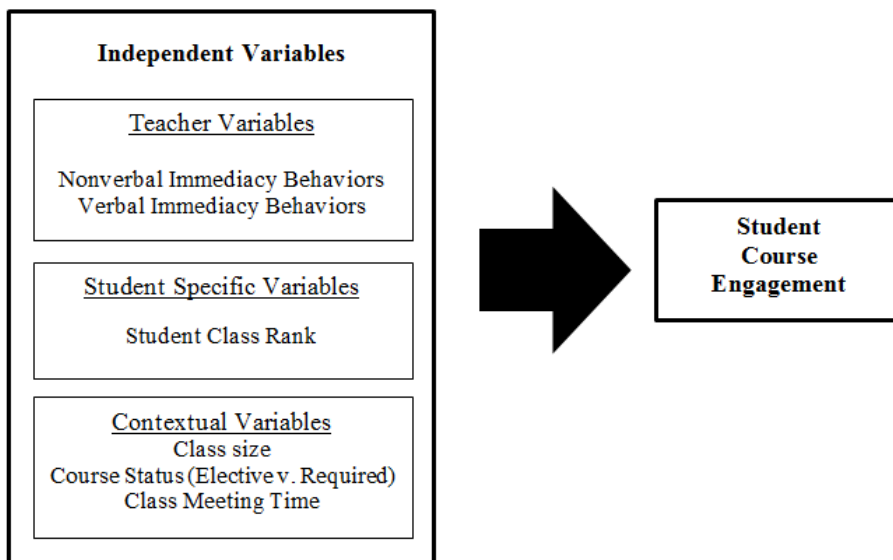 Independent Variables
Teacher Variables
Nonverbal Immediacy Behaviors
Verbal Immediacy Behaviors
Student Specific Variables
Student Class Rank
Contextual Variables
Class size
Course Status (Elective v. Required)
Class Meeting Time
Student
Course
Engagement